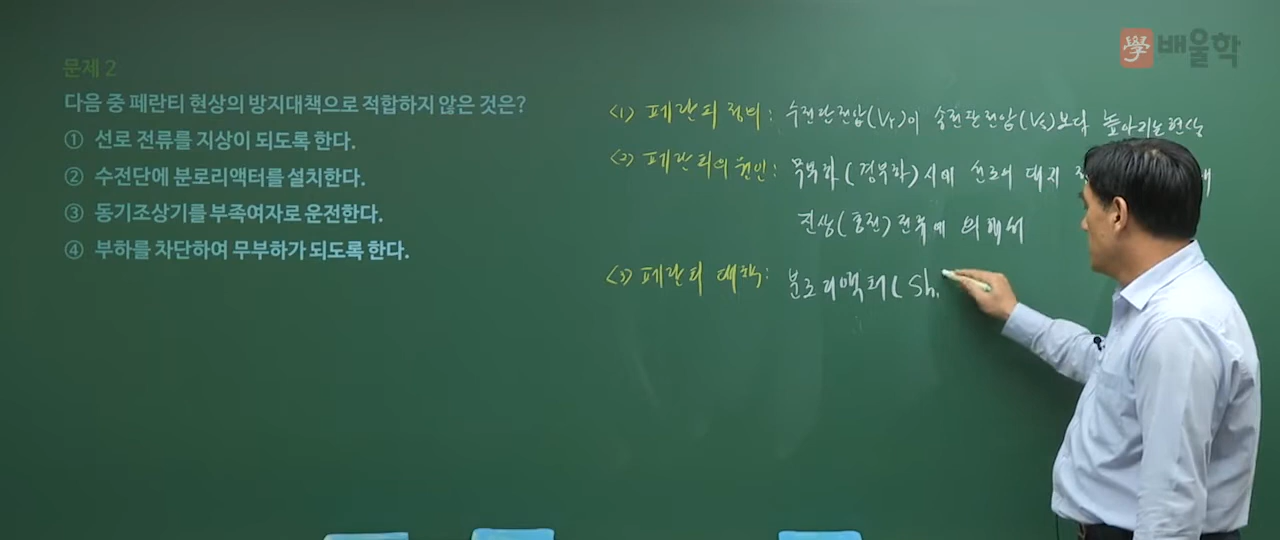 學 배울학
문제 2
다음 중 페란티 현상의 방지대책으로 적합하지 않은 것은?
① 선로 전류를 지상이 되도록 한다.
② 수전단에 분로리액터를 설치한다.
③ 동기조상기를 부족여자로 운전한다.
④ 부하를 차단하여 무부하가 되도록 한다.
<1> 페란티 정의: 수전단전압(Vr)이 송전단전압(Vs)보다 높아지는현상
<2> 페란티의 원인: 무부하(경부하)시에 선로의 대지
진상(충전)전류에 의해서
<3> 페란티 대책: 분로리액터(Sh